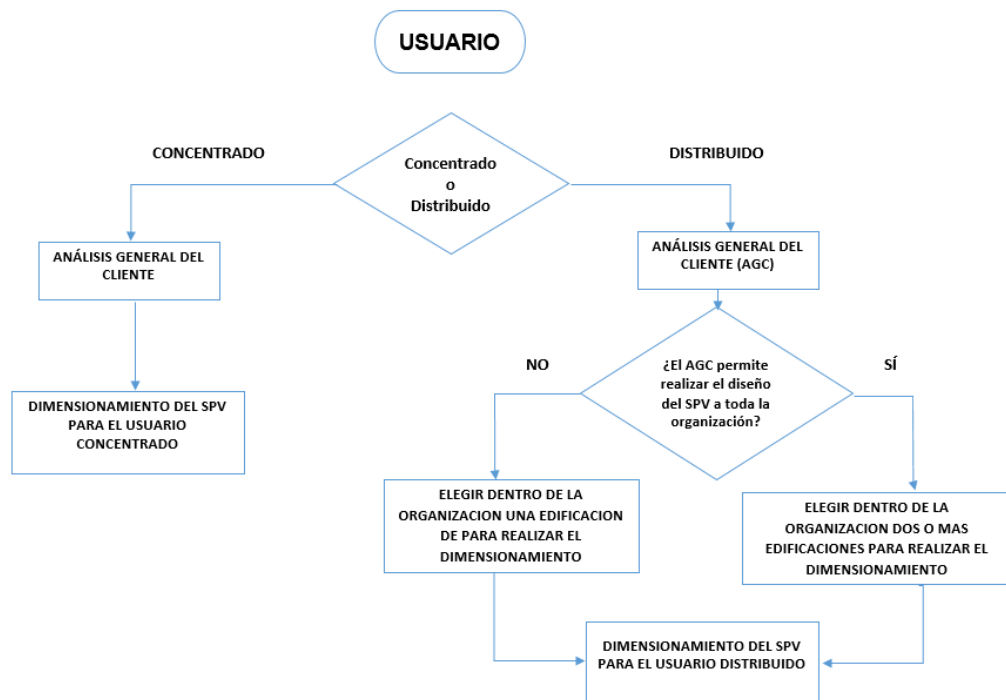 USUARIO
CONCENTRADO
DISTRIBUIDO
Concentrado
o
Distribuido
ANÁLISIS GENERAL DEL
CLIENTE
ANÁLISIS GENERAL DEL
CLIENTE (AGC)
NO
¿El AGC permite
realizar el diseño
del SPV a toda la
organización?
SÍ
DIMENSIONAMIENTO DEL SPV
PARA EL USUARIO
CONCENTRADO
ELEGIR DENTRO DE LA
ORGANIZACION UNA EDIFICACION
DE PARA REALIZAR EL
DIMENSIONAMIENTO
ELEGIR DENTRO DE LA
ORGANIZACION DOS O MAS
EDIFICACIONES PARA REALIZAR EL
DIMENSIONAMIENTO
DIMENSIONAMIENTO DEL SPV
PARA EL USUARIO DISTRIBUIDO